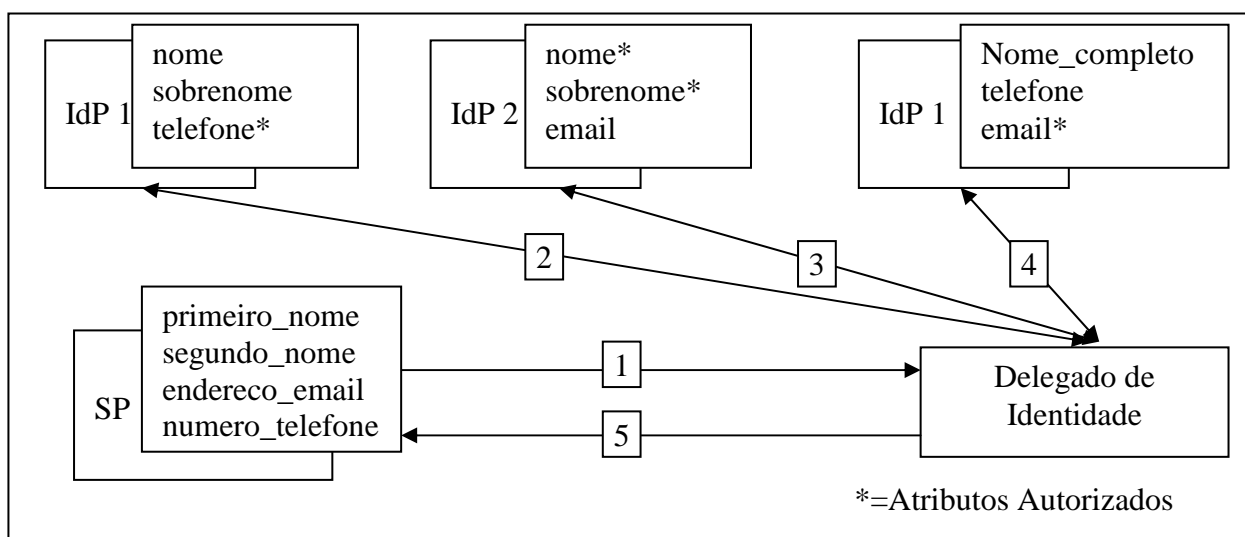 nome
sobrenome
telefone*
IdP 1
nome*
sobrenome*
email
IdP 2
Nome_completo
telefone
email*
IdP 1
2
3
4
primeiro_nome
segundo_nome
endereco_email
numero_telefone
SP
1
5
Delegado de
Identidade
*=Atributos Autorizados